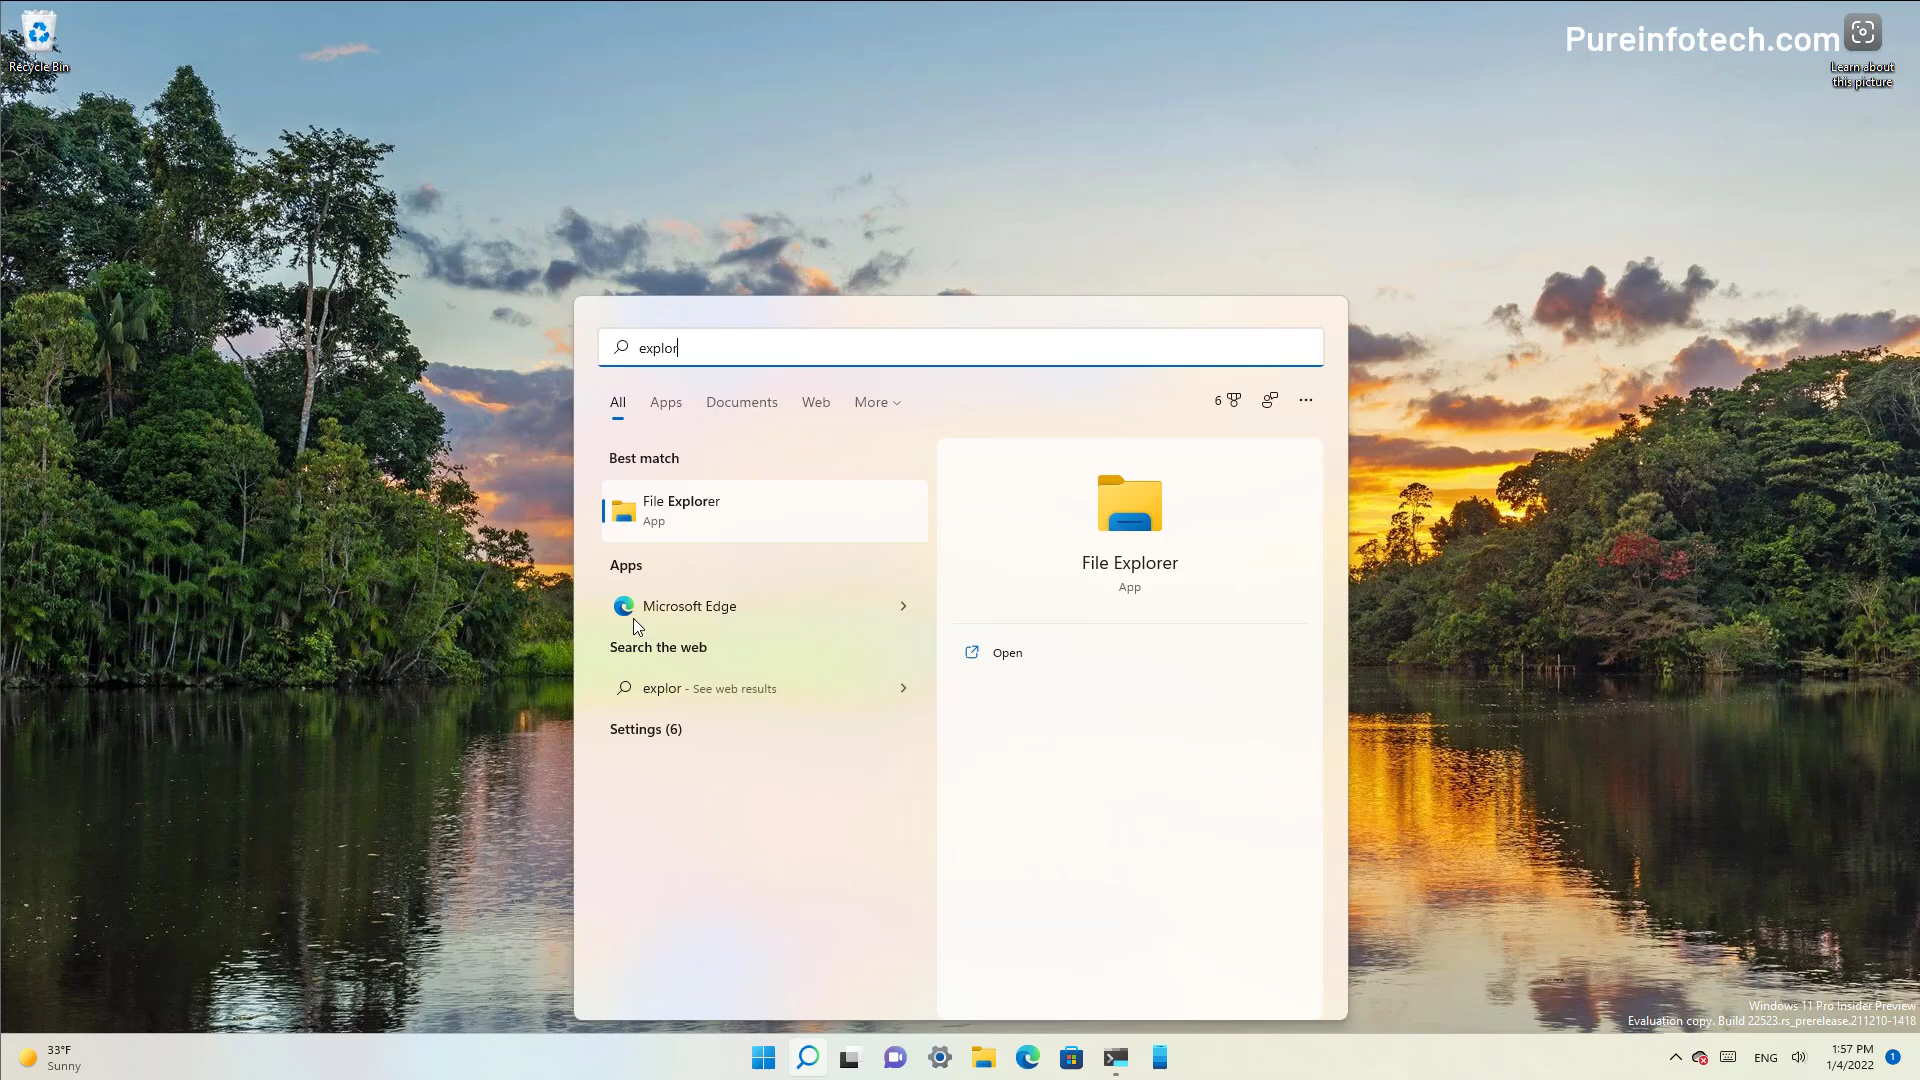 Recycle Bin
Pureinfotech.com
Learn about
this picture
explor
All
Apps
Documents
Web
More
6
Best match
File Explorer
App
Apps
Microsoft Edge
Search the web
explor - See web results
Settings (6)
File Explorer
App
Open
Windows 11 Pro Insider Preview
Evaluation copy. Build 22523.rs_prerelease.211210-1418
33°F
Sunny
ENG
1:57 PM
1/4/2022
1